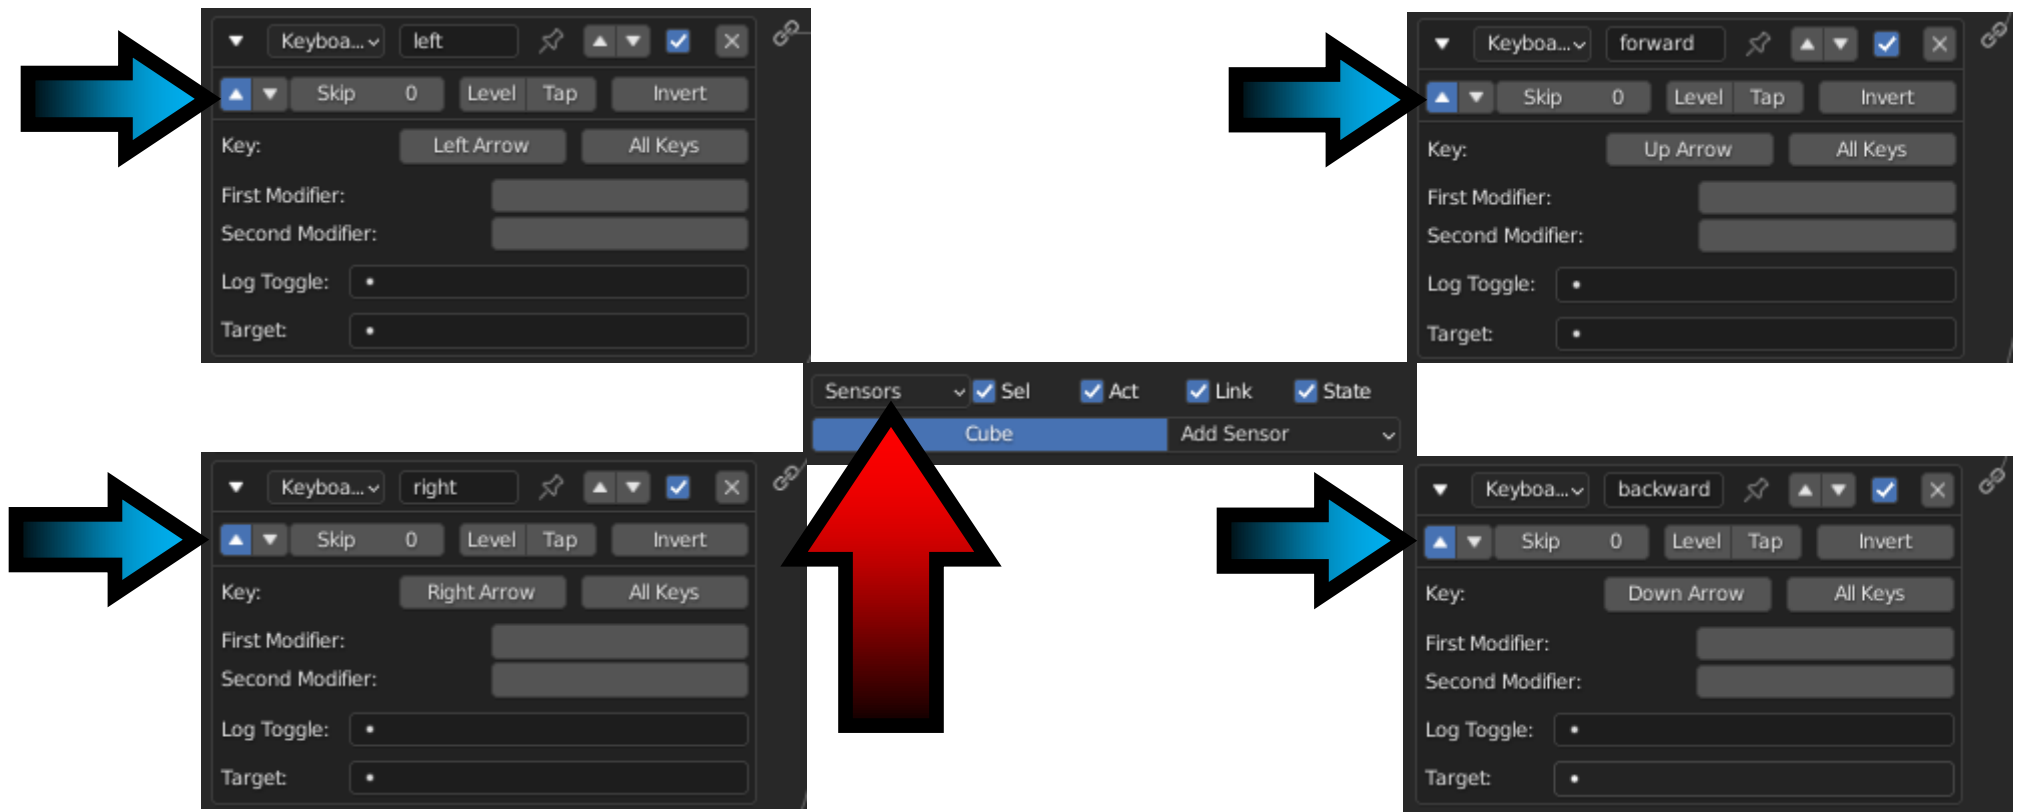 Keyboa... left
Skip 0 Level Tap Invert
Key: Left Arrow All Keys
First Modifier:
Second Modifier:
Log Toggle:
Target:
Keyboa... forward
Skip 0 Level Tap Invert
Key: Up Arrow All Keys
First Modifier:
Second Modifier:
Log Toggle:
Target:
Sensors Sel Act Link State
Cube Add Sensor
Keyboa... right
Skip 0 Level Tap Invert
Key: Right Arrow All Keys
First Modifier:
Second Modifier:
Log Toggle:
Target:
Keyboa... backward
Skip 0 Level Tap Invert
Key: Down Arrow All Keys
First Modifier:
Second Modifier:
Log Toggle:
Target: